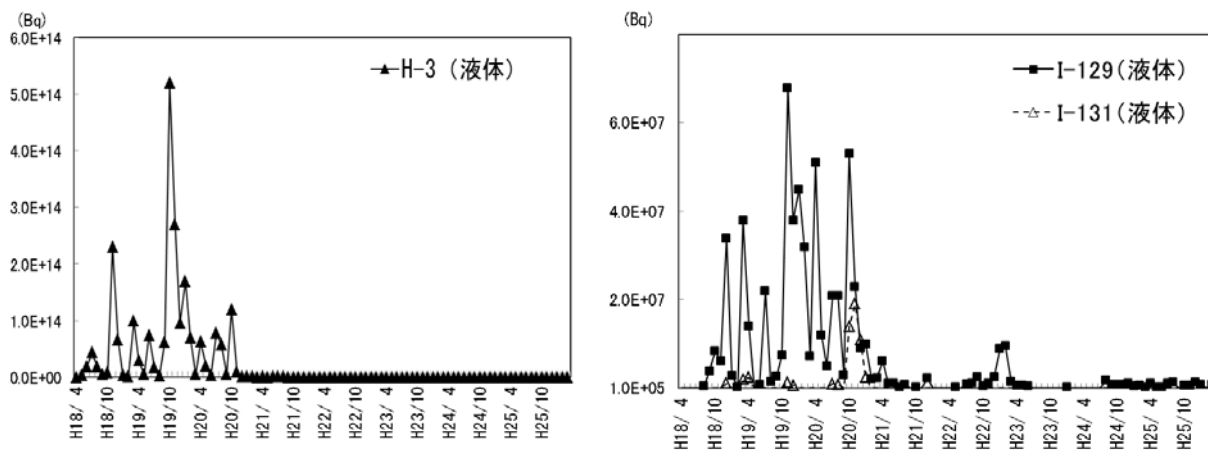 (Bq)
6.0E+14
5.0E+14
4.0E+14
3.0E+14
2.0E+14
1.0E+14
0.0E+00
H-3 (液体)
H18/ 4
H18/10
H19/ 4
H19/10
H20/ 4
H20/10
H21/ 4
H21/10
H22/ 4
H22/10
H23/ 4
H23/10
H24/ 4
H24/10
H25/ 4
H25/10
(Bq)
6.0E+07
4.0E+07
2.0E+07
1.0E+05
I-129(液体)
I-131(液体)
H18/ 4
H18/10
H19/ 4
H19/10
H20/ 4
H20/10
H21/ 4
H21/10
H22/ 4
H22/10
H23/ 4
H23/10
H24/ 4
H24/10
H25/ 4
H25/10